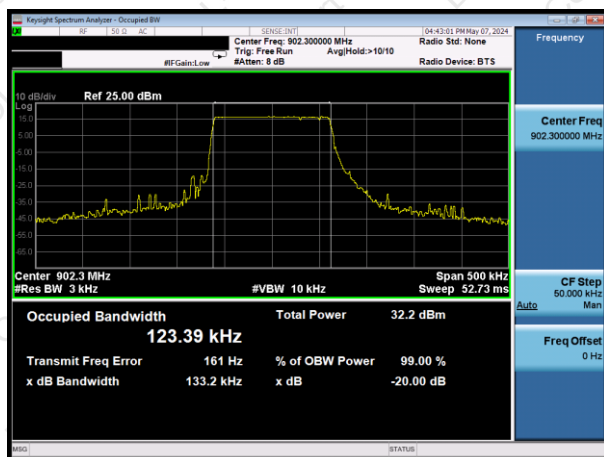 Keysight Spectrum Analyzer - Occupied BW
RF 50 Ω AC SENSE:INT 04:43:01 PM May 07, 2024
Center Freq: 902.300000 MHz Radio Std: None
Trig: Free Run Avg|Hold:>10/10
#IFGain:Low #Atten: 8 dB Radio Device: BTS
Frequency
10 dB/div Ref 25.00 dBm
Log
15.0
5.00
-5.00
-15.0
-25.0
-35.0
-45.0
-55.0
-65.0
Center 902.3 MHz Span 500 kHz
#Res BW 3 kHz #VBW 10 kHz Sweep 52.73 ms
Occupied Bandwidth Total Power 32.2 dBm
123.39 kHz
Transmit Freq Error 161 Hz % of OBW Power 99.00 %
x dB Bandwidth 133.2 kHz x dB -20.00 dB
Center Freq
902.300000 MHz
CF Step
50.000 kHz
Auto Man
Freq Offset
0 Hz
MSG STATUS